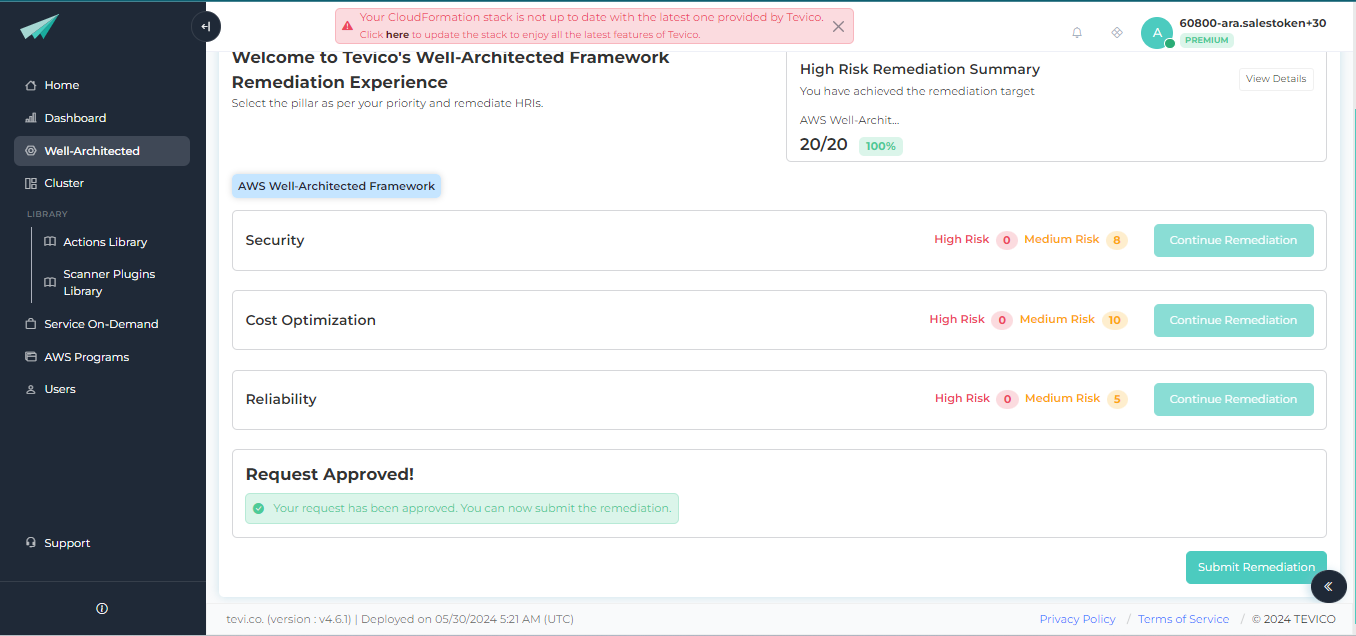 Your CloudFormation stack is not up to date with the latest one provided by Tevico.
Click here to update the stack to enjoy all the latest features of Tevico.
A
60800-ara.salestoken+30
PREMIUM
Home
Dashboard
Well-Architected
Cluster
LIBRARY
Actions Library
Scanner Plugins
Library
Service On-Demand
AWS Programs
Users
Support
Welcome to Tevico's Well-Architected Framework
Remediation Experience
Select the pillar as per your priority and remediate HRIs.
High Risk Remediation Summary
View Details
You have achieved the remediation target
AWS Well-Archit...
20/20 100%
AWS Well-Architected Framework
Security High Risk 0 Medium Risk 8 Continue Remediation
Cost Optimization High Risk 0 Medium Risk 10 Continue Remediation
Reliability High Risk 0 Medium Risk 5 Continue Remediation
Request Approved!
Your request has been approved. You can now submit the remediation.
Submit Remediation
tevi.co. (version : v4.6.1) | Deployed on 05/30/2024 5:21 AM (UTC)
Privacy Policy / Terms of Service / © 2024 TEVICO